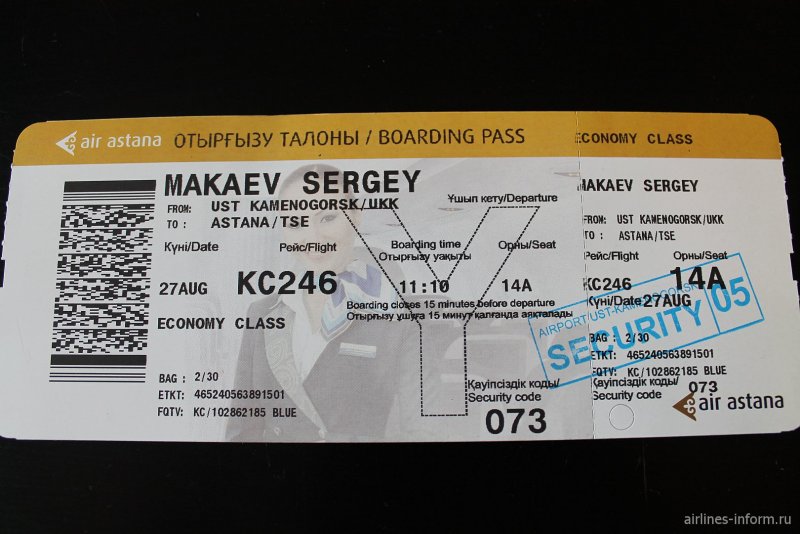 air astana ОТЫРҒЫЗУ ТАЛОНЫ / BOARDING PASS
MAKAEV SERGEY
Ұшып кету/Departure
FROM: UST KAMENOGORSK/UKK
TO : ASTANA/TSE
Күні/Date Рейс/Flight Boarding time Орны/Seat
Отырғызу уақыты
27AUG KC246 11:10 14A
Boarding closes 15 minutes before departure
Отырғызу ұшуға 15 минут қалғанда аяқталады
ECONOMY CLASS
BAG : 2/30
ETKT: 465240563891501
FQTV: KC/102862185 BLUE
Қауіпсіздік коды/
Security code
073
ECONOMY CLASS
MAKAEV SERGEY
FROM: UST KAMENOGORSK/UKK
TO : ASTANA/TSE
Рейс/Flight Орны/Seat
KC246 14A
Күні/Date 27AUG
AIRPORT/UST-KAMENOGORSK
SECURITY 05
BAG : 2/30
ETKT: 465240563891501
FQTV: KC/102862185 BLUE
Қауіпсіздік коды/ 073
Security code
air astana
airlines-inform.ru